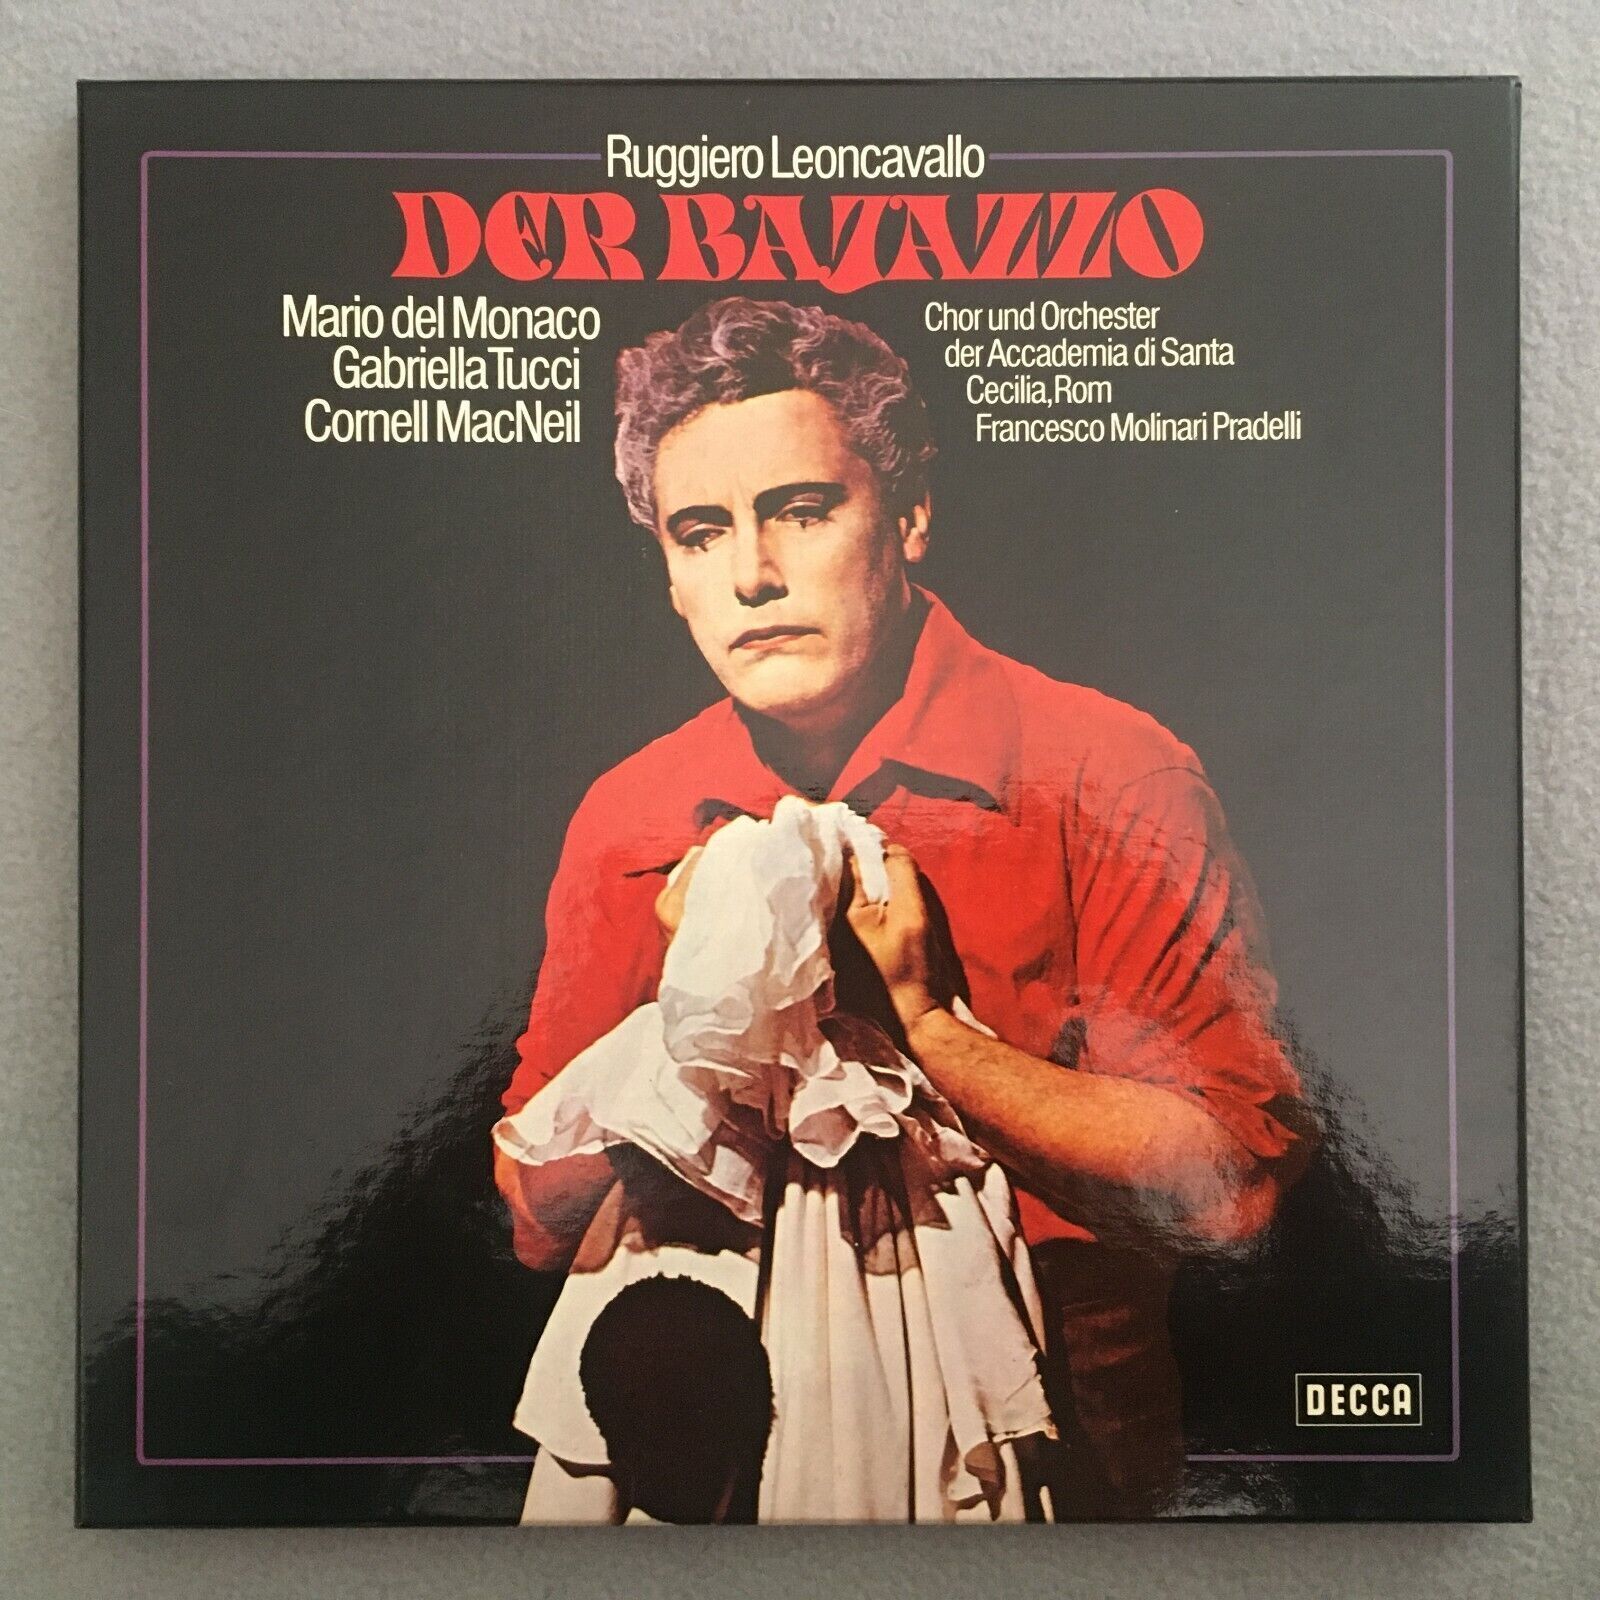 Ruggiero Leoncavallo
DER BAJAZZO
Mario del Monaco
Gabriella Tucci
Cornell MacNeil
Chor und Orchester
der Accademia di Santa
Cecilia, Rom
Francesco Molinari Pradelli
DECCA